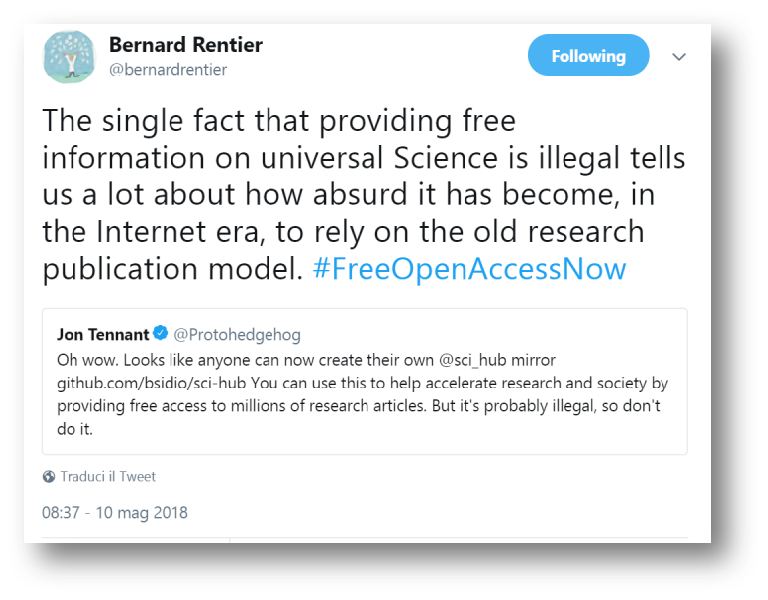 Bernard Rentier
@bernardrentier
Following
The single fact that providing free
information on universal Science is illegal tells
us a lot about how absurd it has become, in
the Internet era, to rely on the old research
publication model. #FreeOpenAccessNow
Jon Tennant @Protohedgehog
Oh wow. Looks like anyone can now create their own @sci_hub mirror
github.com/bsidio/sci-hub You can use this to help accelerate research and society by
providing free access to millions of research articles. But it's probably illegal, so don't
do it.
Traduci il Tweet
08:37 - 10 mag 2018